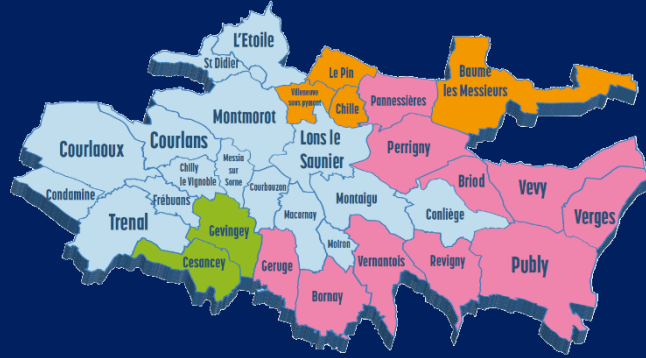 L'Etoile
St Didier
Le Pin
Villeneuve
sous pymont
Chille
Pannessières
Baume
les Messieurs
Montmorot
Courlans
Courlaoux
Lons le
Saunier
Perrigny
Messia
sur
Sorne
Chilly
le Vignoble
Condamine
Frébuans
Courbouzon
Montaigu
Briod
Vevy
Verges
Conliège
Trenal
Gevingey
Macornay
Moiron
Cesancey
Geruge
Vernantois
Revigny
Publy
Bornay